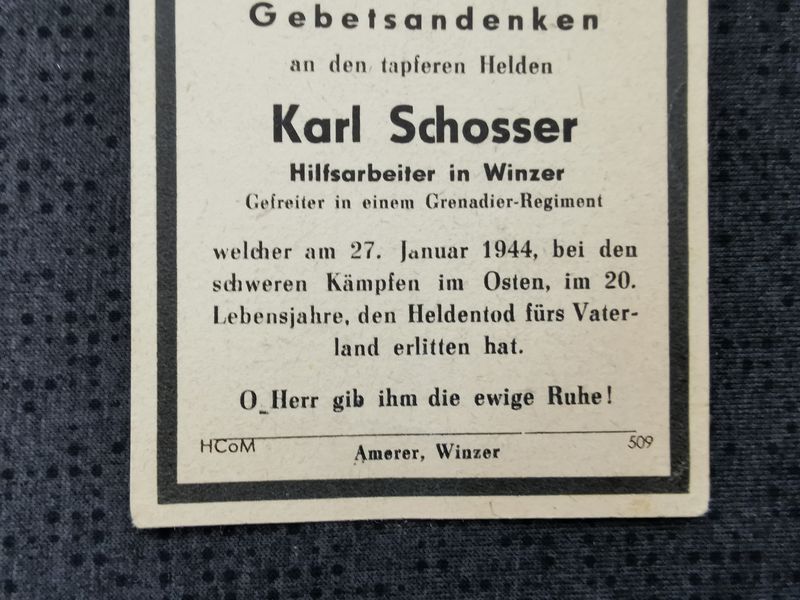 Gebetsandenken
an den tapferen Helden
Karl Schosser
Hilfsarbeiter in Winzer
Gefreiter in einem Grenadier-Regiment
welcher am 27. Januar 1944, bei den
schweren Kämpfen im Osten, im 20.
Lebensjahre, den Heldentod fürs Vater-
land erlitten hat.
O Herr gib ihm die ewige Ruhe!
HCoM
Amerer, Winzer
509